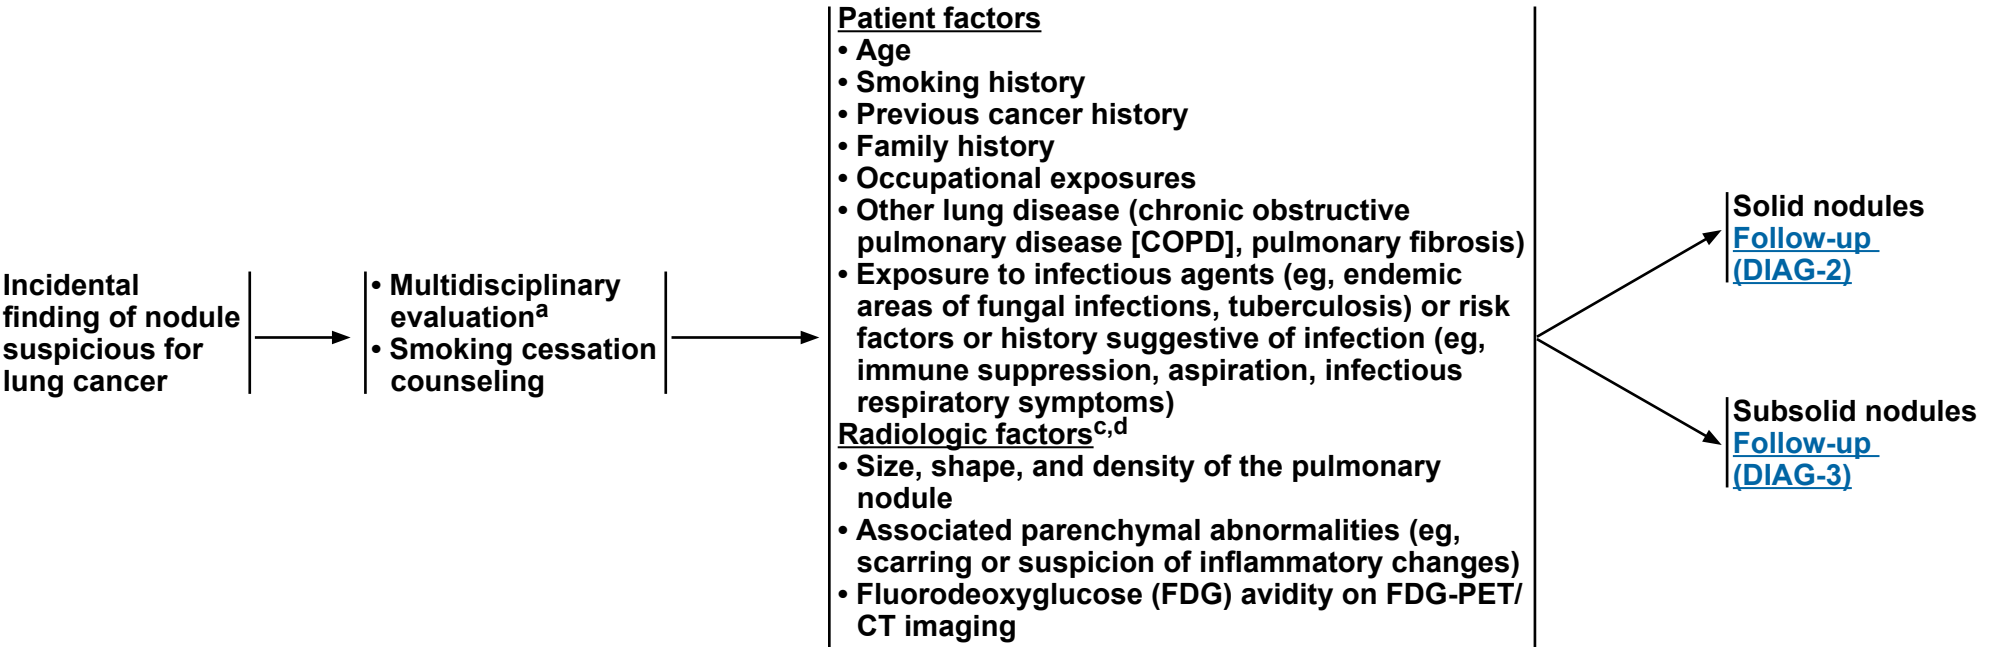 Incidental
finding of nodule
suspicious for
lung cancer
• Multidisciplinary
evaluationa
• Smoking cessation
counseling
Patient factors
• Age
• Smoking history
• Previous cancer history
• Family history
• Occupational exposures
• Other lung disease (chronic obstructive
pulmonary disease [COPD], pulmonary fibrosis)
• Exposure to infectious agents (eg, endemic
areas of fungal infections, tuberculosis) or risk
factors or history suggestive of infection (eg,
immune suppression, aspiration, infectious
respiratory symptoms)
Radiologic factorsc,d
• Size, shape, and density of the pulmonary
nodule
• Associated parenchymal abnormalities (eg,
scarring or suspicion of inflammatory changes)
• Fluorodeoxyglucose (FDG) avidity on FDG-PET/
CT imaging
Solid nodules
Follow-up
(DIAG-2)
Subsolid nodules
Follow-up
(DIAG-3)